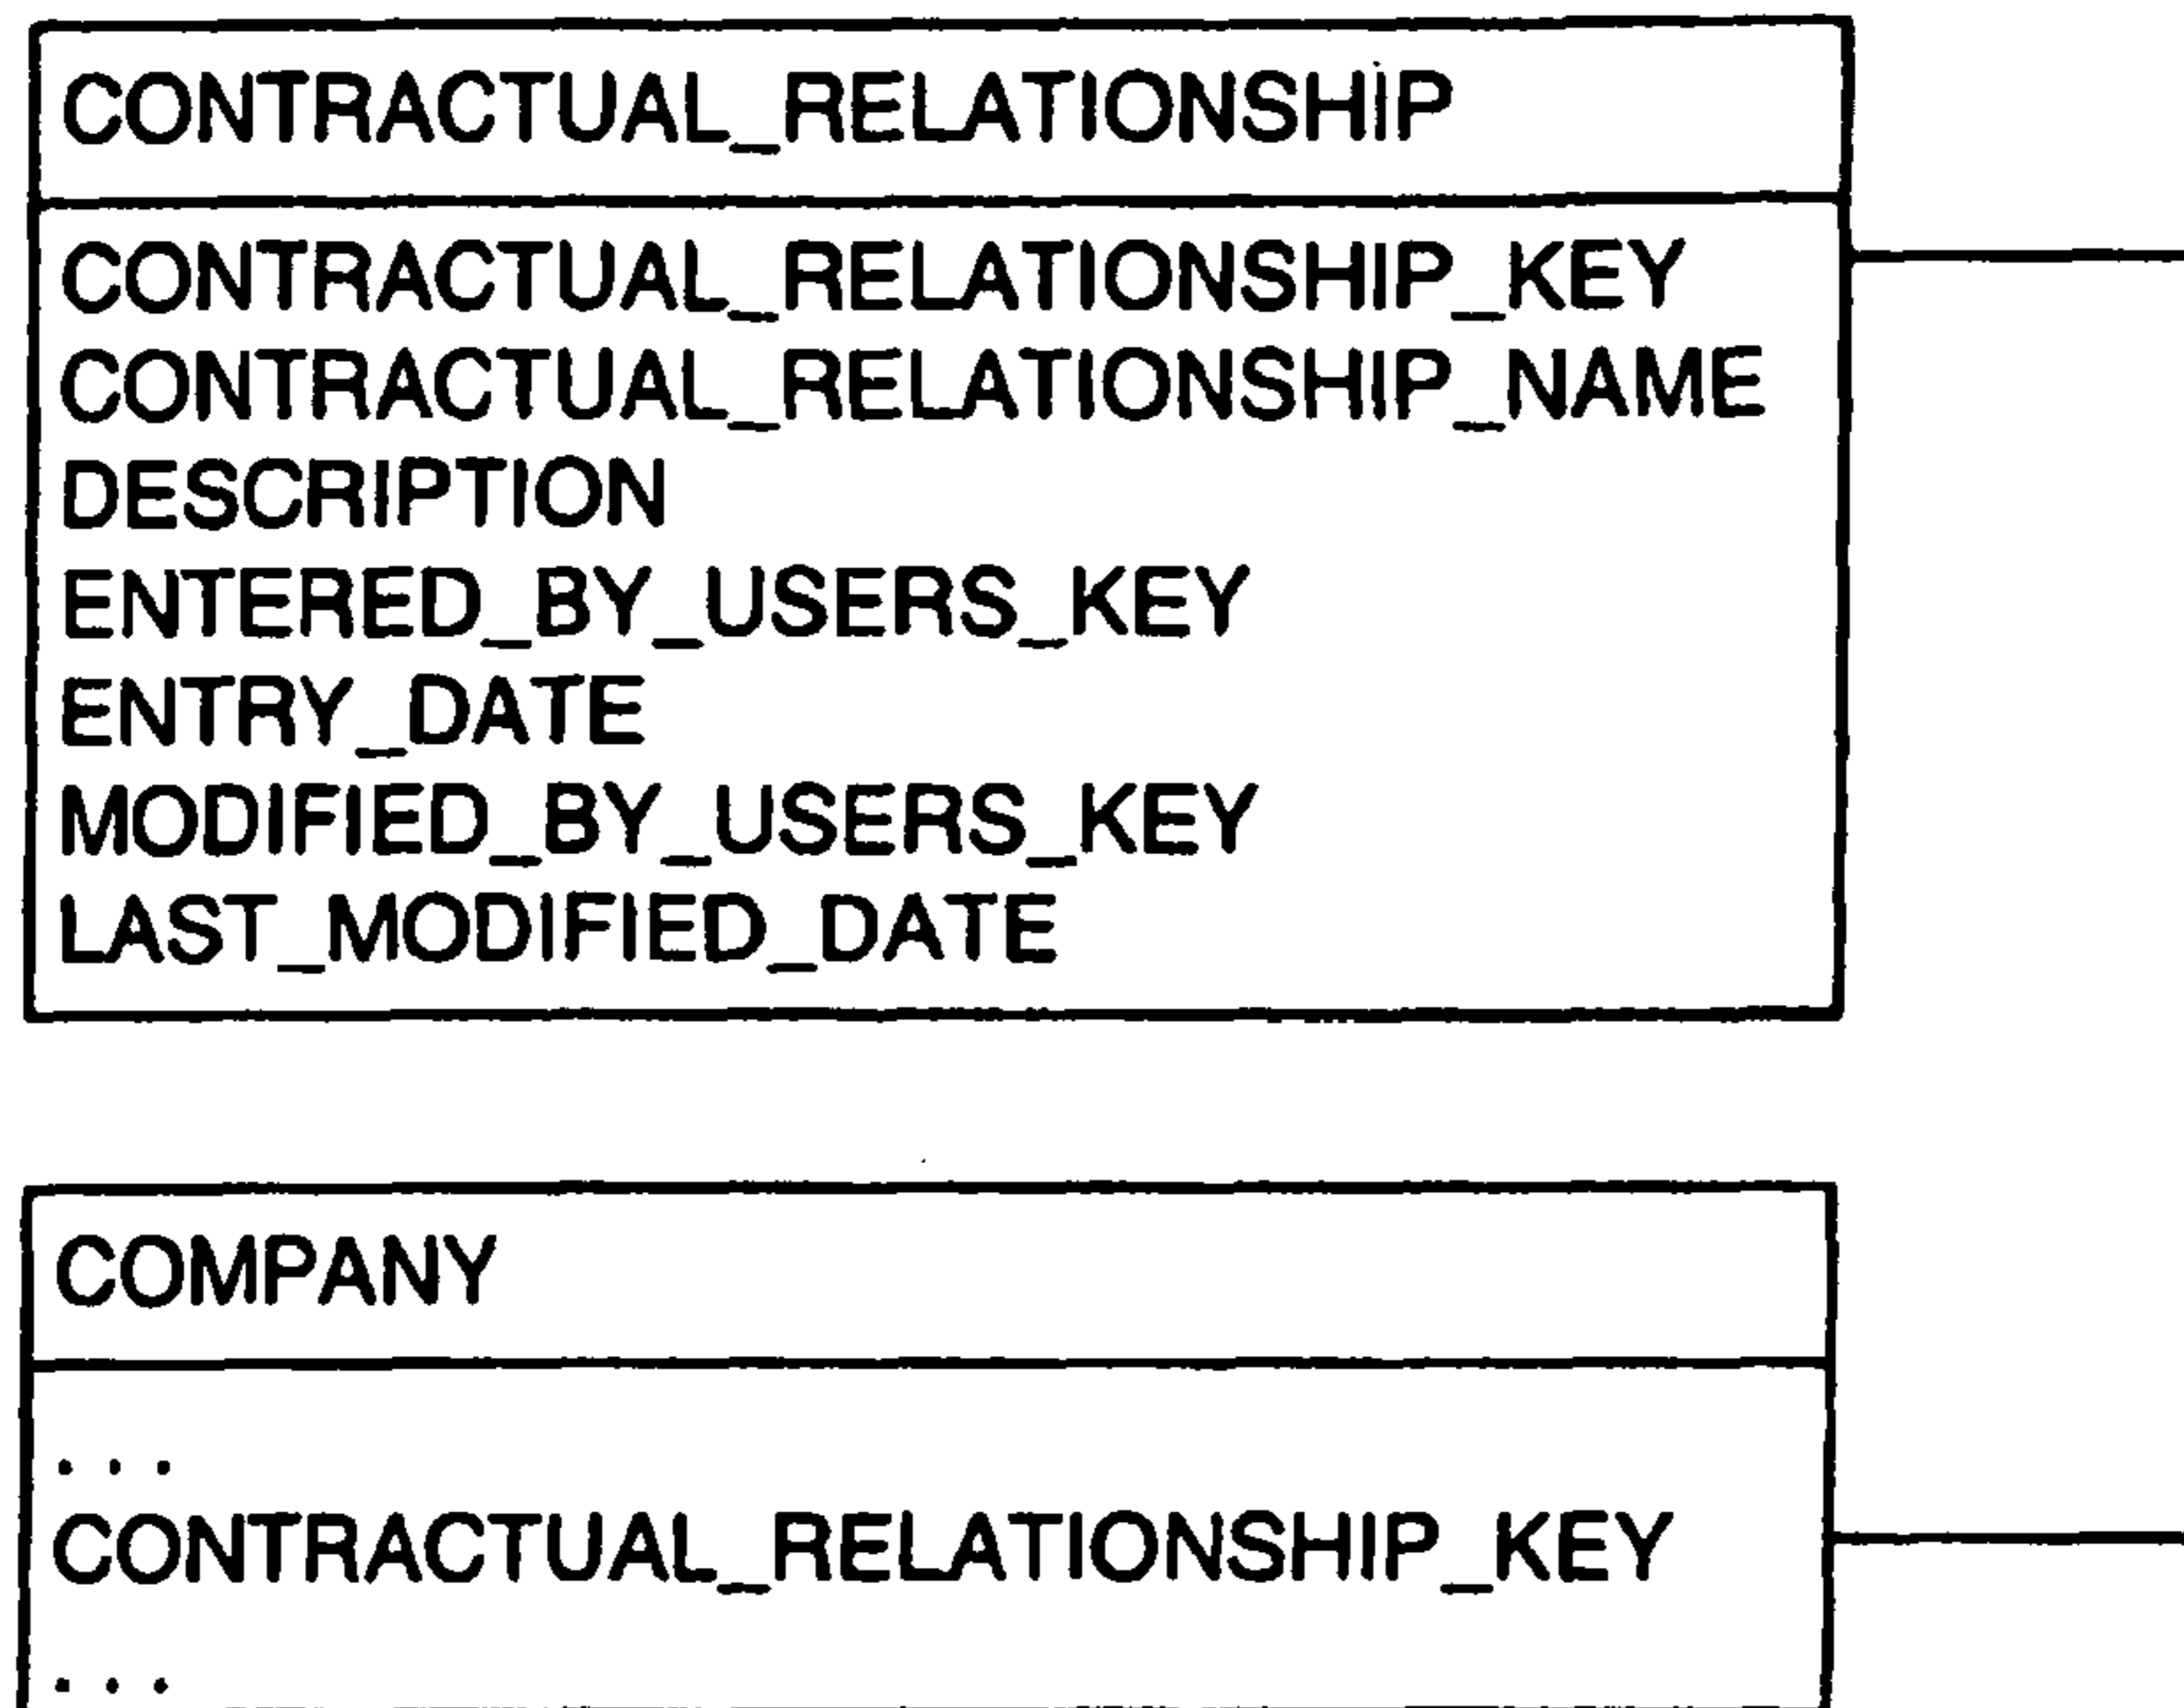 CONTRACTUAL_RELATIONSHIP
CONTRACTUAL_RELATIONSHIP_KEY
CONTRACTUAL_RELATIONSHIP_NAME
DESCRIPTION
ENTERED_BY_USERS_KEY
ENTRY_DATE
MODIFIED_BY_USERS_KEY
LAST_MODIFIED_DATE
COMPANY
. . .
CONTRACTUAL_RELATIONSHIP_KEY
. . .